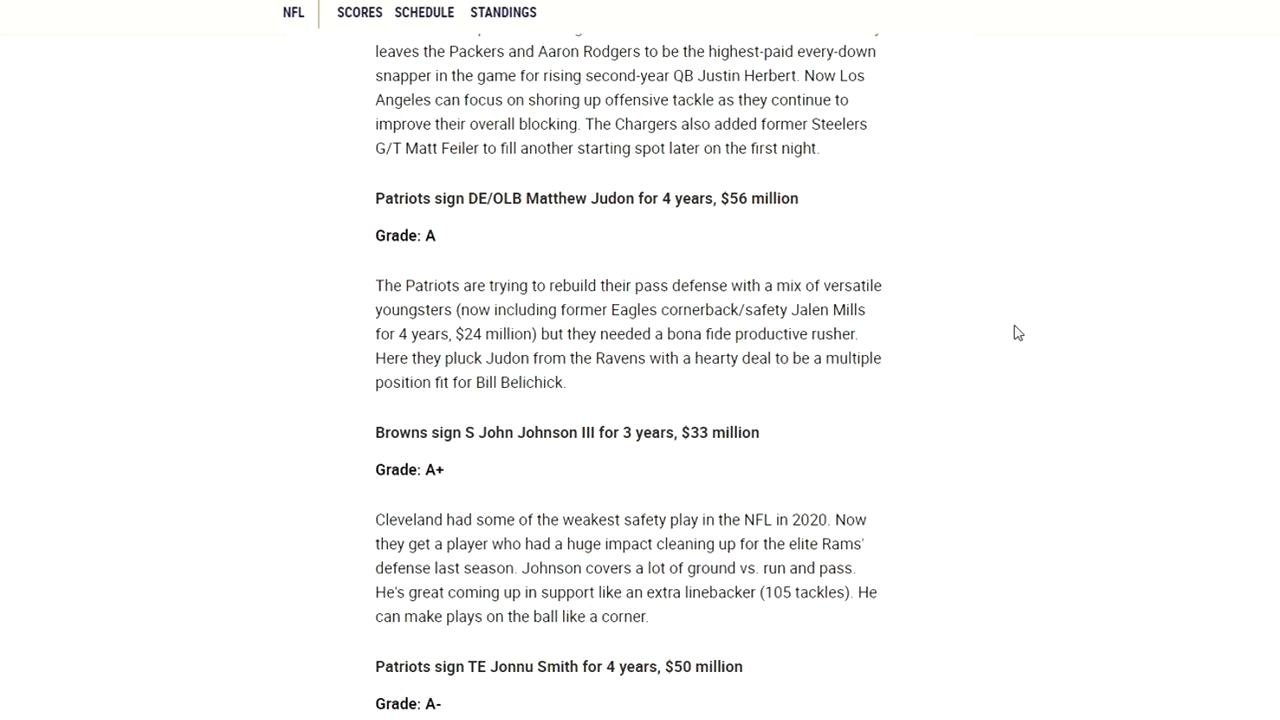 NFL SCORES SCHEDULE STANDINGS
leaves the Packers and Aaron Rodgers to be the highest-paid every-down
snapper in the game for rising second-year QB Justin Herbert. Now Los
Angeles can focus on shoring up offensive tackle as they continue to
improve their overall blocking. The Chargers also added former Steelers
G/T Matt Feiler to fill another starting spot later on the first night.
Patriots sign DE/OLB Matthew Judon for 4 years, $56 million
Grade: A
The Patriots are trying to rebuild their pass defense with a mix of versatile
youngsters (now including former Eagles cornerback/safety Jalen Mills
for 4 years, $24 million) but they needed a bona fide productive rusher.
Here they pluck Judon from the Ravens with a hearty deal to be a multiple
position fit for Bill Belichick.
Browns sign S John Johnson III for 3 years, $33 million
Grade: A+
Cleveland had some of the weakest safety play in the NFL in 2020. Now
they get a player who had a huge impact cleaning up for the elite Rams'
defense last season. Johnson covers a lot of ground vs. run and pass.
He's great coming up in support like an extra linebacker (105 tackles). He
can make plays on the ball like a corner.
Patriots sign TE Jonnu Smith for 4 years, $50 million
Grade: A-